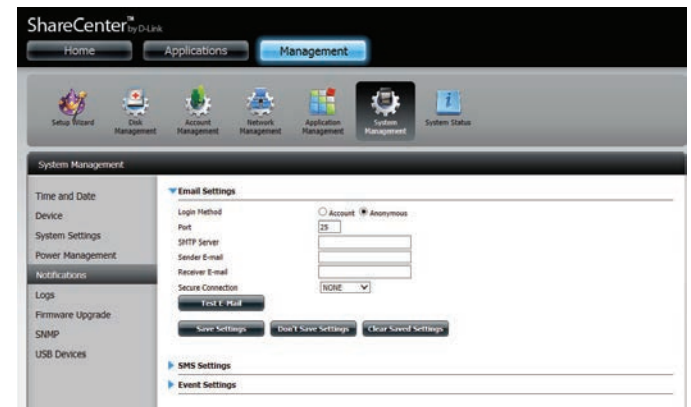 ShareCenter™ by D-Link
Home Applications Management
Setup Wizard Disk Management Account Management Network Management Application Management System Management System Status
System Management
Time and Date
Device
System Settings
Power Management
Notifications
Logs
Firmware Upgrade
SNMP
USB Devices
Email Settings
Login Method Account Anonymous
Port 25
SMTP Server
Sender E-mail
Receiver E-mail
Secure Connection NONE
Test E-Mail
Save Settings Don't Save Settings Clear Saved Settings
SMS Settings
Event Settings